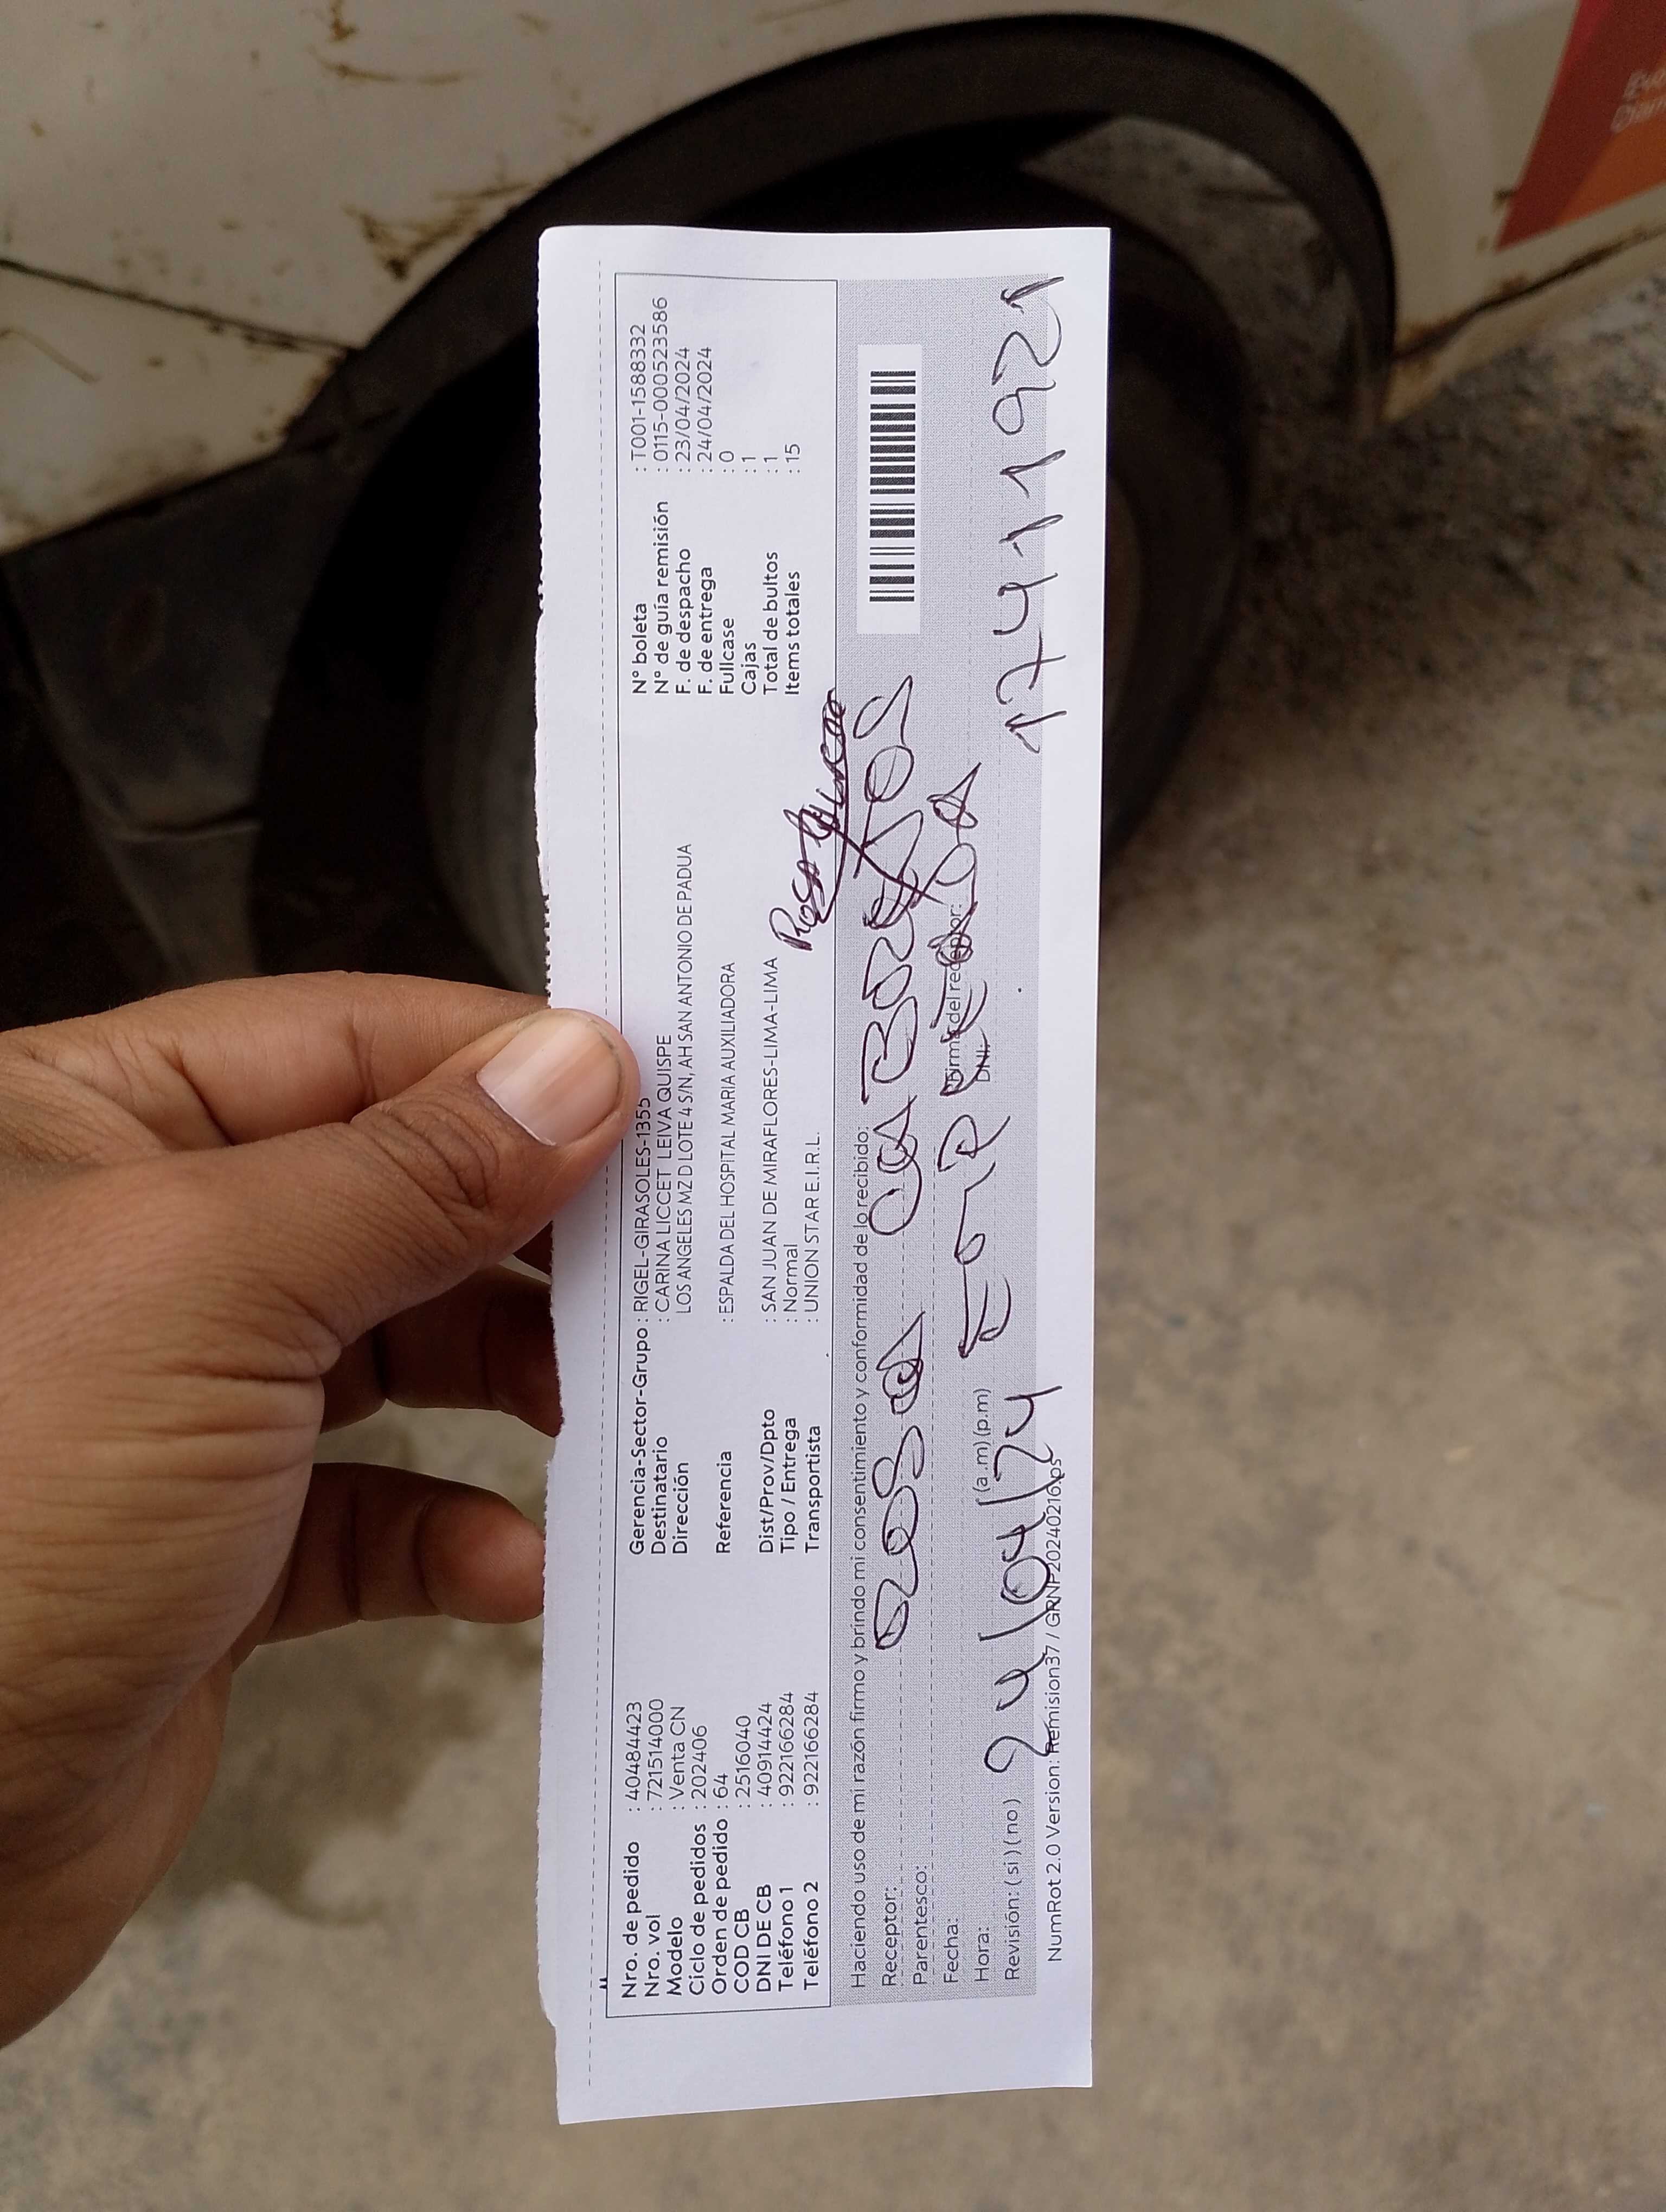 Nro. de pedido : 40484423
Nro. vol : 721514000
Modelo : Venta CN
Ciclo de pedidos : 202406
Orden de pedido : 64
COD CB : 2516040
DNI DE CB : 40914424
Teléfono 1 : 922166284
Teléfono 2 : 922166284
Gerencia-Sector-Grupo : RIGEL-GIRASOLES-1355
Destinatario : CARINA LICCET LEIVA QUISPE
Dirección LOS ANGELES MZ D LOTE 4 S/N, AH SAN ANTONIO DE PADUA
Referencia : ESPALDA DEL HOSPITAL MARIA AUXILIADORA
Dist/Prov/Dpto : SAN JUAN DE MIRAFLORES-LIMA-LIMA
Tipo / Entrega : Normal
Transportista : UNION STAR E.I.R.L.
N° boleta : T001-1588332
N° de guía remisión : 0115-0005235​86
F. de despacho : 23/04/2024
F. de entrega : 24/04/2024
Fullcase : 0
Cajas : 1
Total de bultos : 1
Items totales : 15
Rosa
Haciendo uso de mi razón firmo y brindo mi consentimiento y conformidad de lo recibido:
Receptor: Rosa
Parentesco:
Fecha: 24/04/24
Hora: (a.m) (p.m)
Revisión: ( si ) ( no )
Firma del receptor:
DNI:
NumRot 2.0 Version: Remision37 / GRNP20240216xps